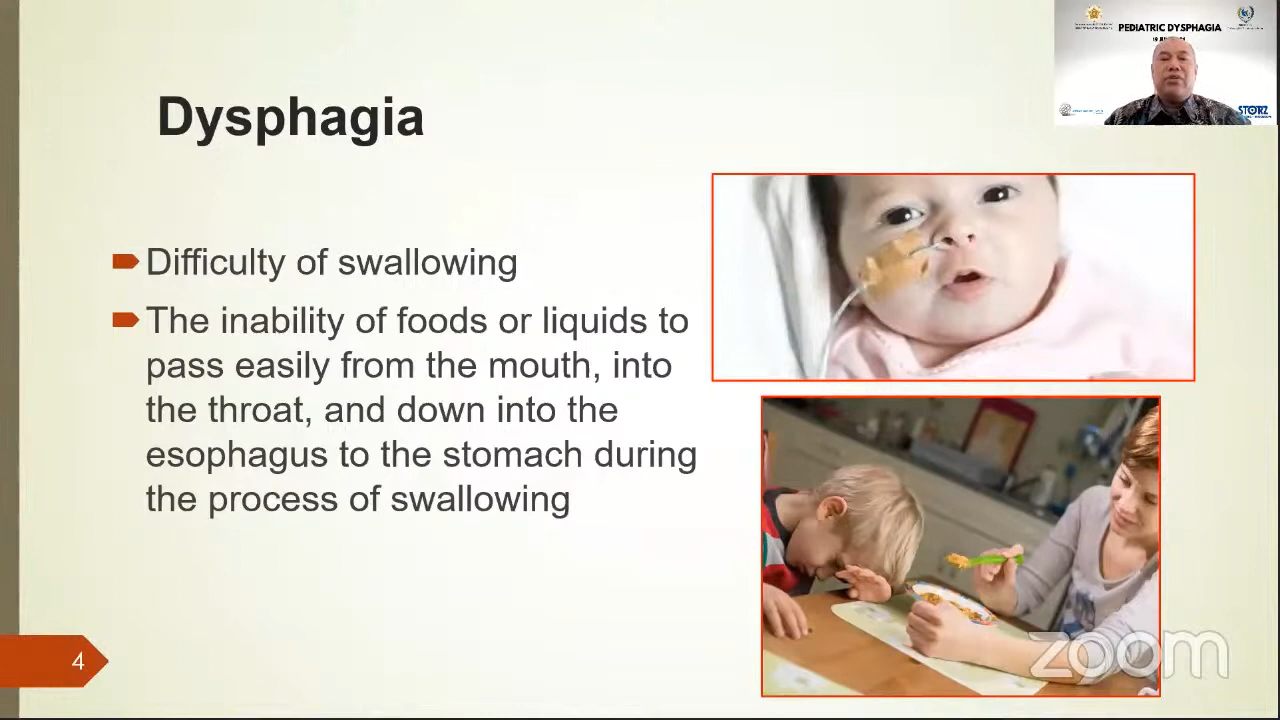 PEDIATRIC DYSPHAGIA
STORZ
Dysphagia
Difficulty of swallowing
The inability of foods or liquids to
pass easily from the mouth, into
the throat, and down into the
esophagus to the stomach during
the process of swallowing
4
zoom